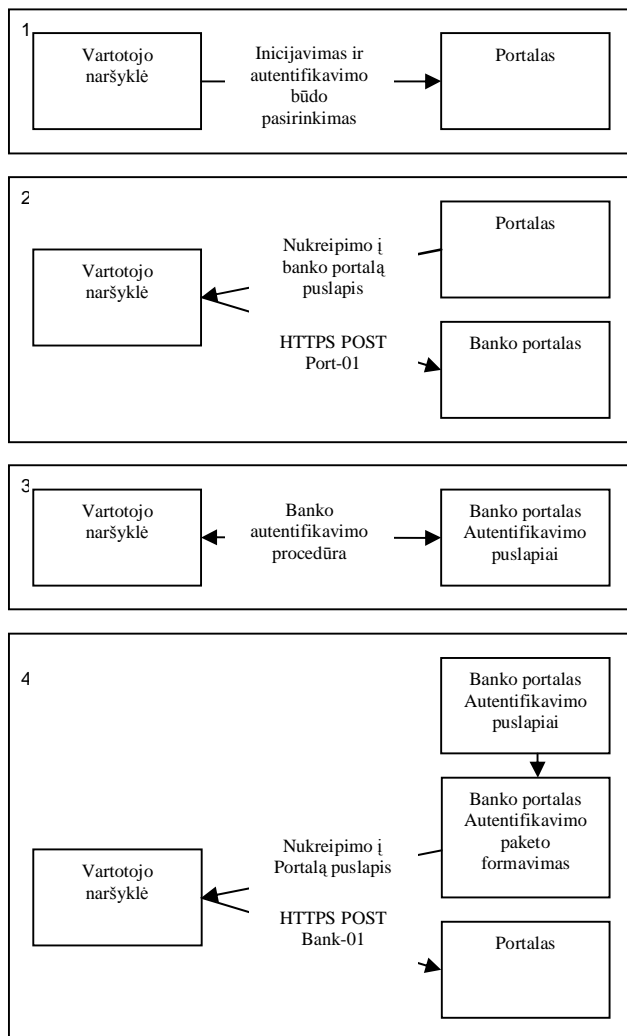 1
Vartotojo
naršyklė
Inicijavimas ir
autentifikavimo
būdo
pasirinkimas
Portalas
2
Portalas
Vartotojo
naršyklė
Nukreipimo į
banko portalą
puslapis
HTTPS POST
Port-01
Banko portalas
3
Vartotojo
naršyklė
Banko
autentifikavimo
procedūra
Banko portalas
Autentifikavimo
puslapiai
4
Banko portalas
Autentifikavimo
puslapiai
Banko portalas
Autentifikavimo
paketo
formavimas
Nukreipimo į
Portalą puslapis
Vartotojo
naršyklė
HTTPS POST
Bank-01
Portalas